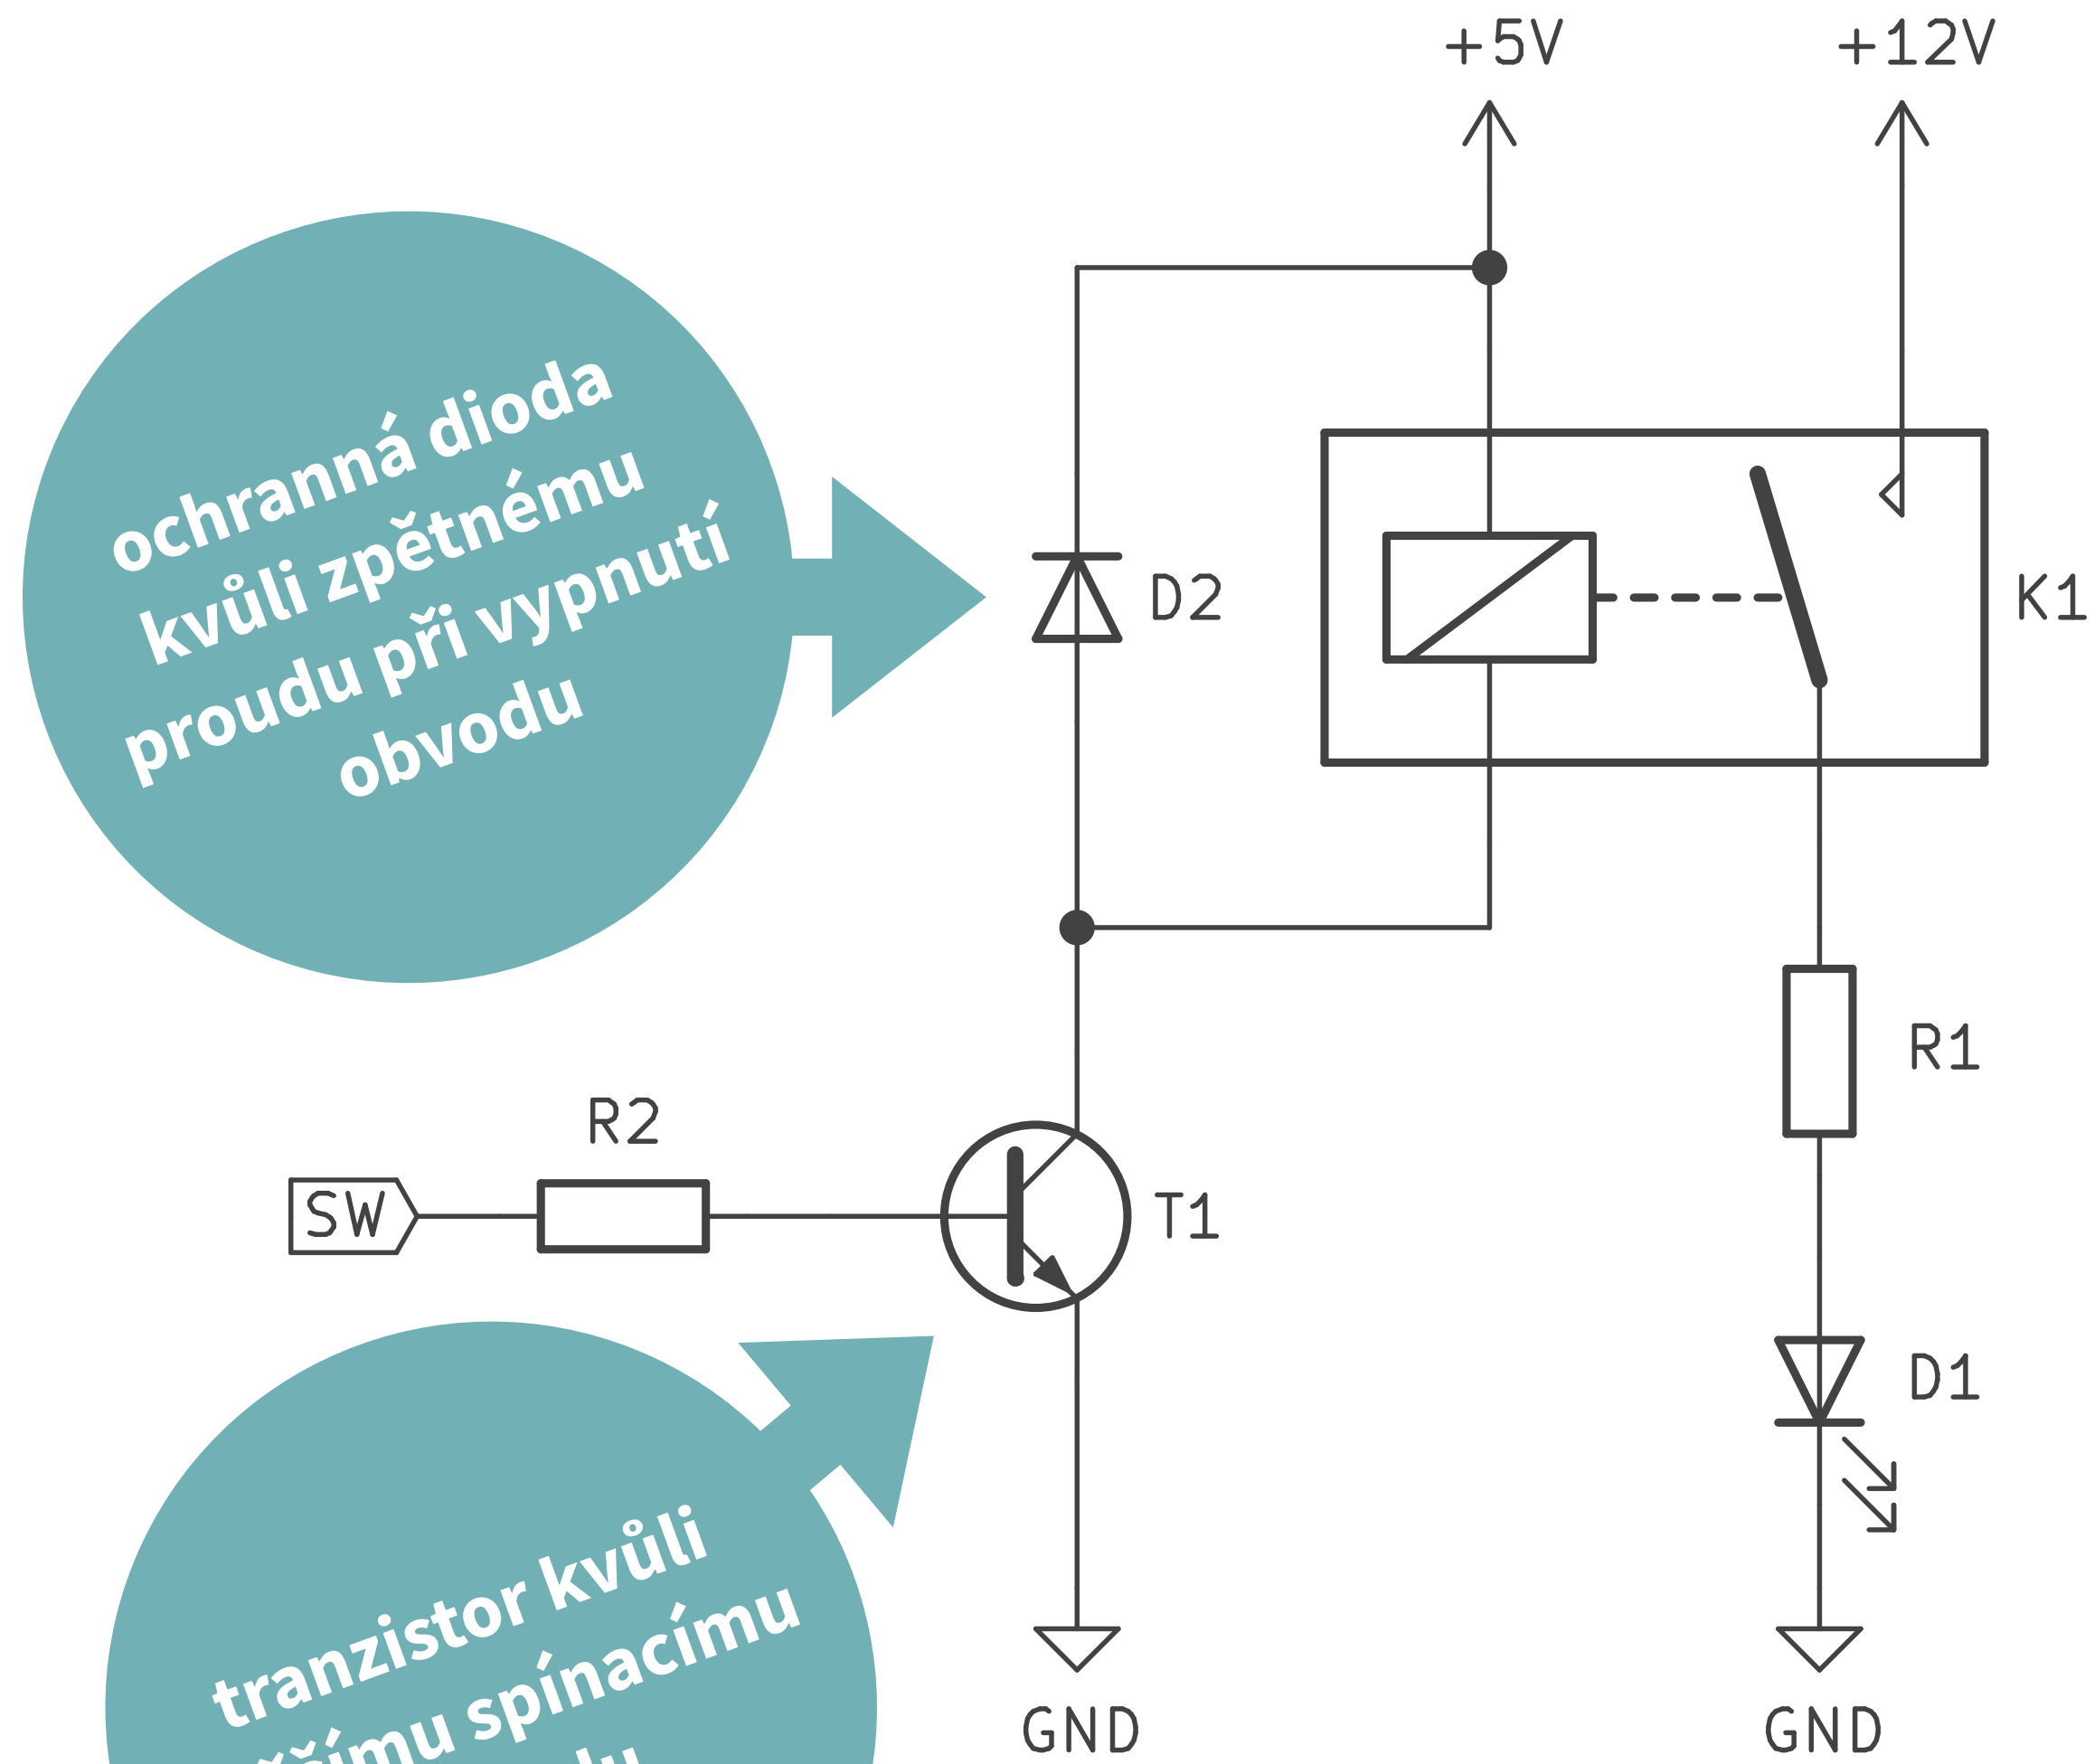 +5V
+12V
ochranná dioda
kvůli zpětnému
proudu při vypnutí
obvodu
D2
K1
R1
R2
SW
T1
D1
tranzistor kvůli
spínacímu
GND
GND